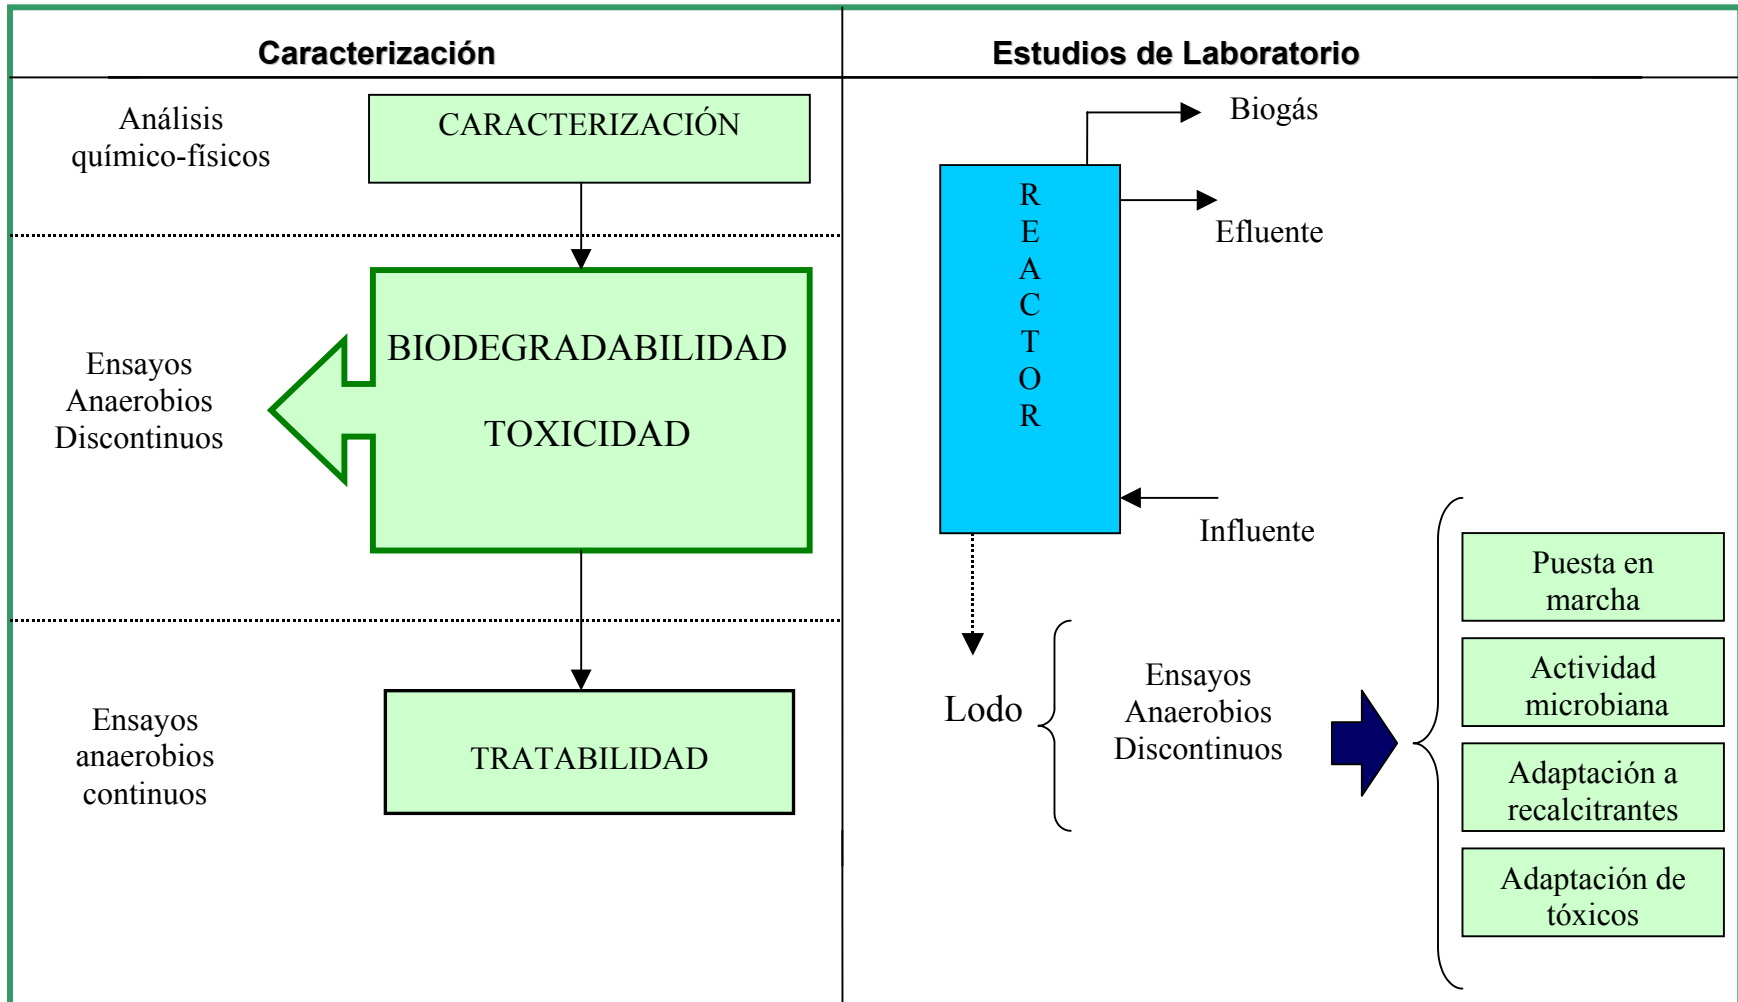 Caracterización
Análisis
químico-físicos
CARACTERIZACIÓN
Ensayos
Anaerobios
Discontinuos
BIODEGRADABILIDAD
TOXICIDAD
Ensayos
anaerobios
continuos
TRATABILIDAD
Estudios de Laboratorio
Biogás
R
E
A
C
T
O
R
Efluente
Influente
Lodo
Ensayos
Anaerobios
Discontinuos
Puesta en
marcha
Actividad
microbiana
Adaptación a
recalcitrantes
Adaptación de
tóxicos